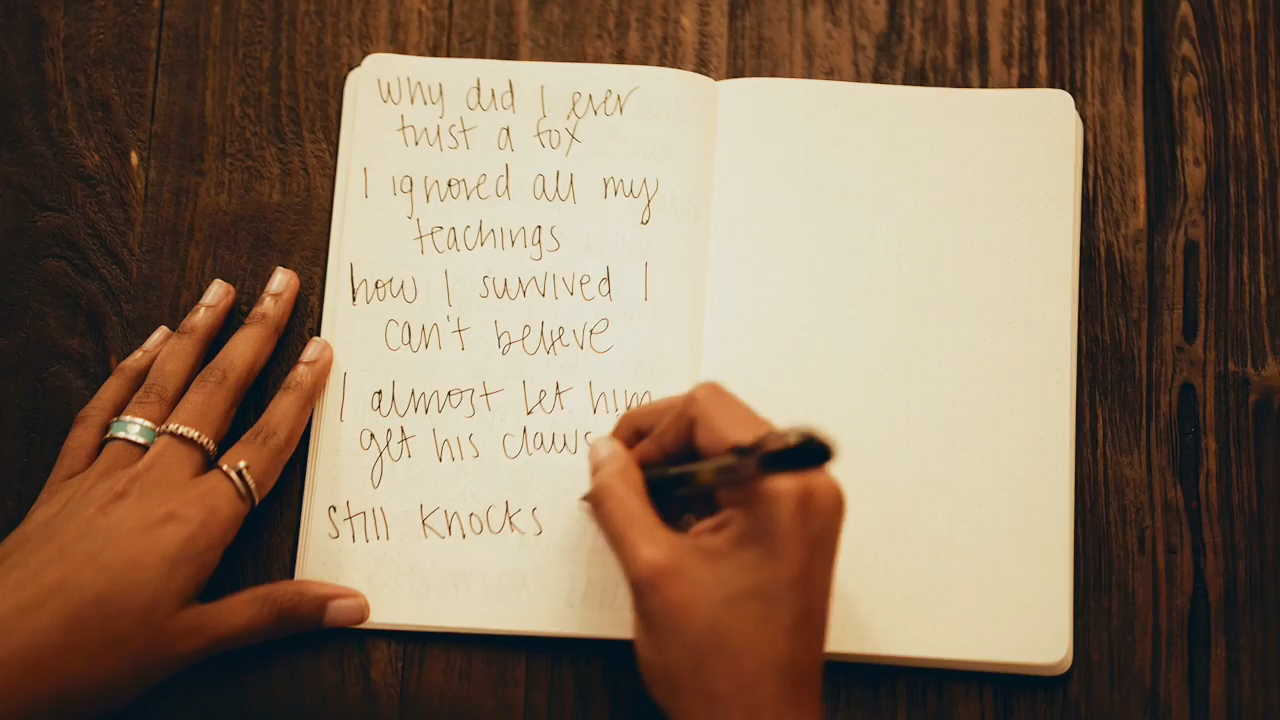 why did I ever
trust a fox
I ignored all my
teachings
how I survived I
can't believe
I almost let him
get his claws
still knocks